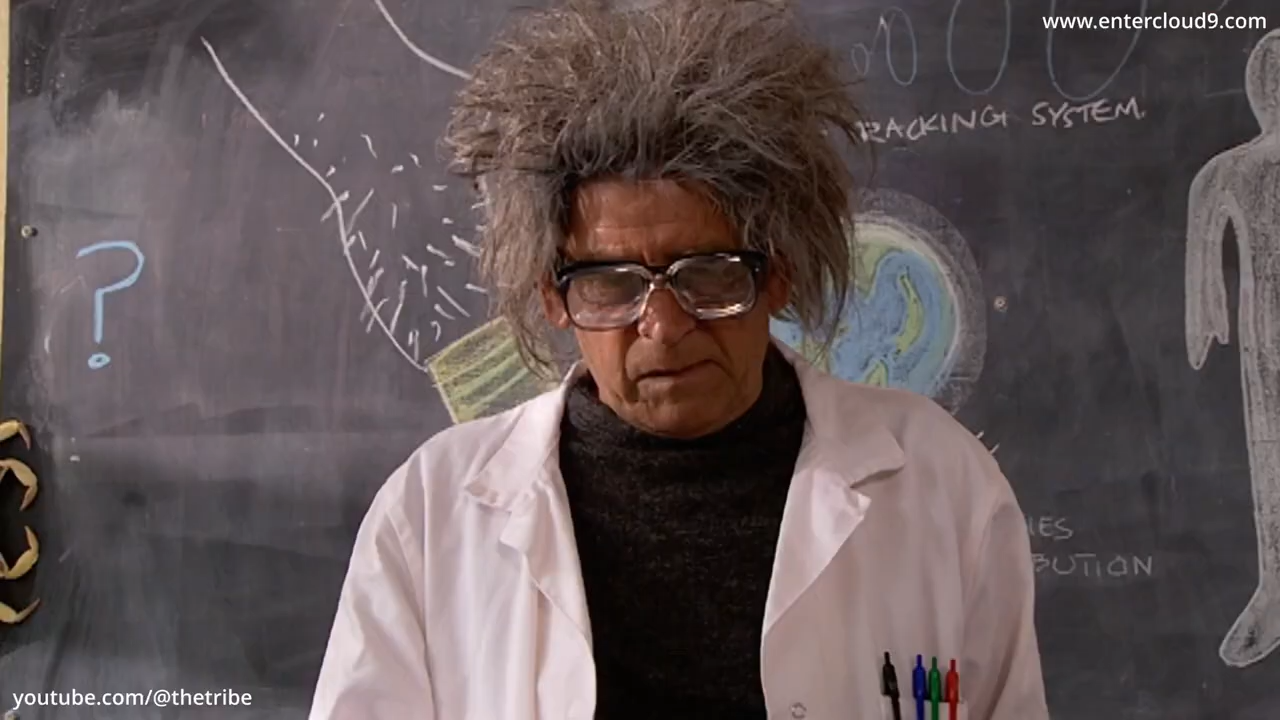 www.entercloud9.com
RACKING SYSTEM.
?
IES
BUTION
youtube.com/@thetribe